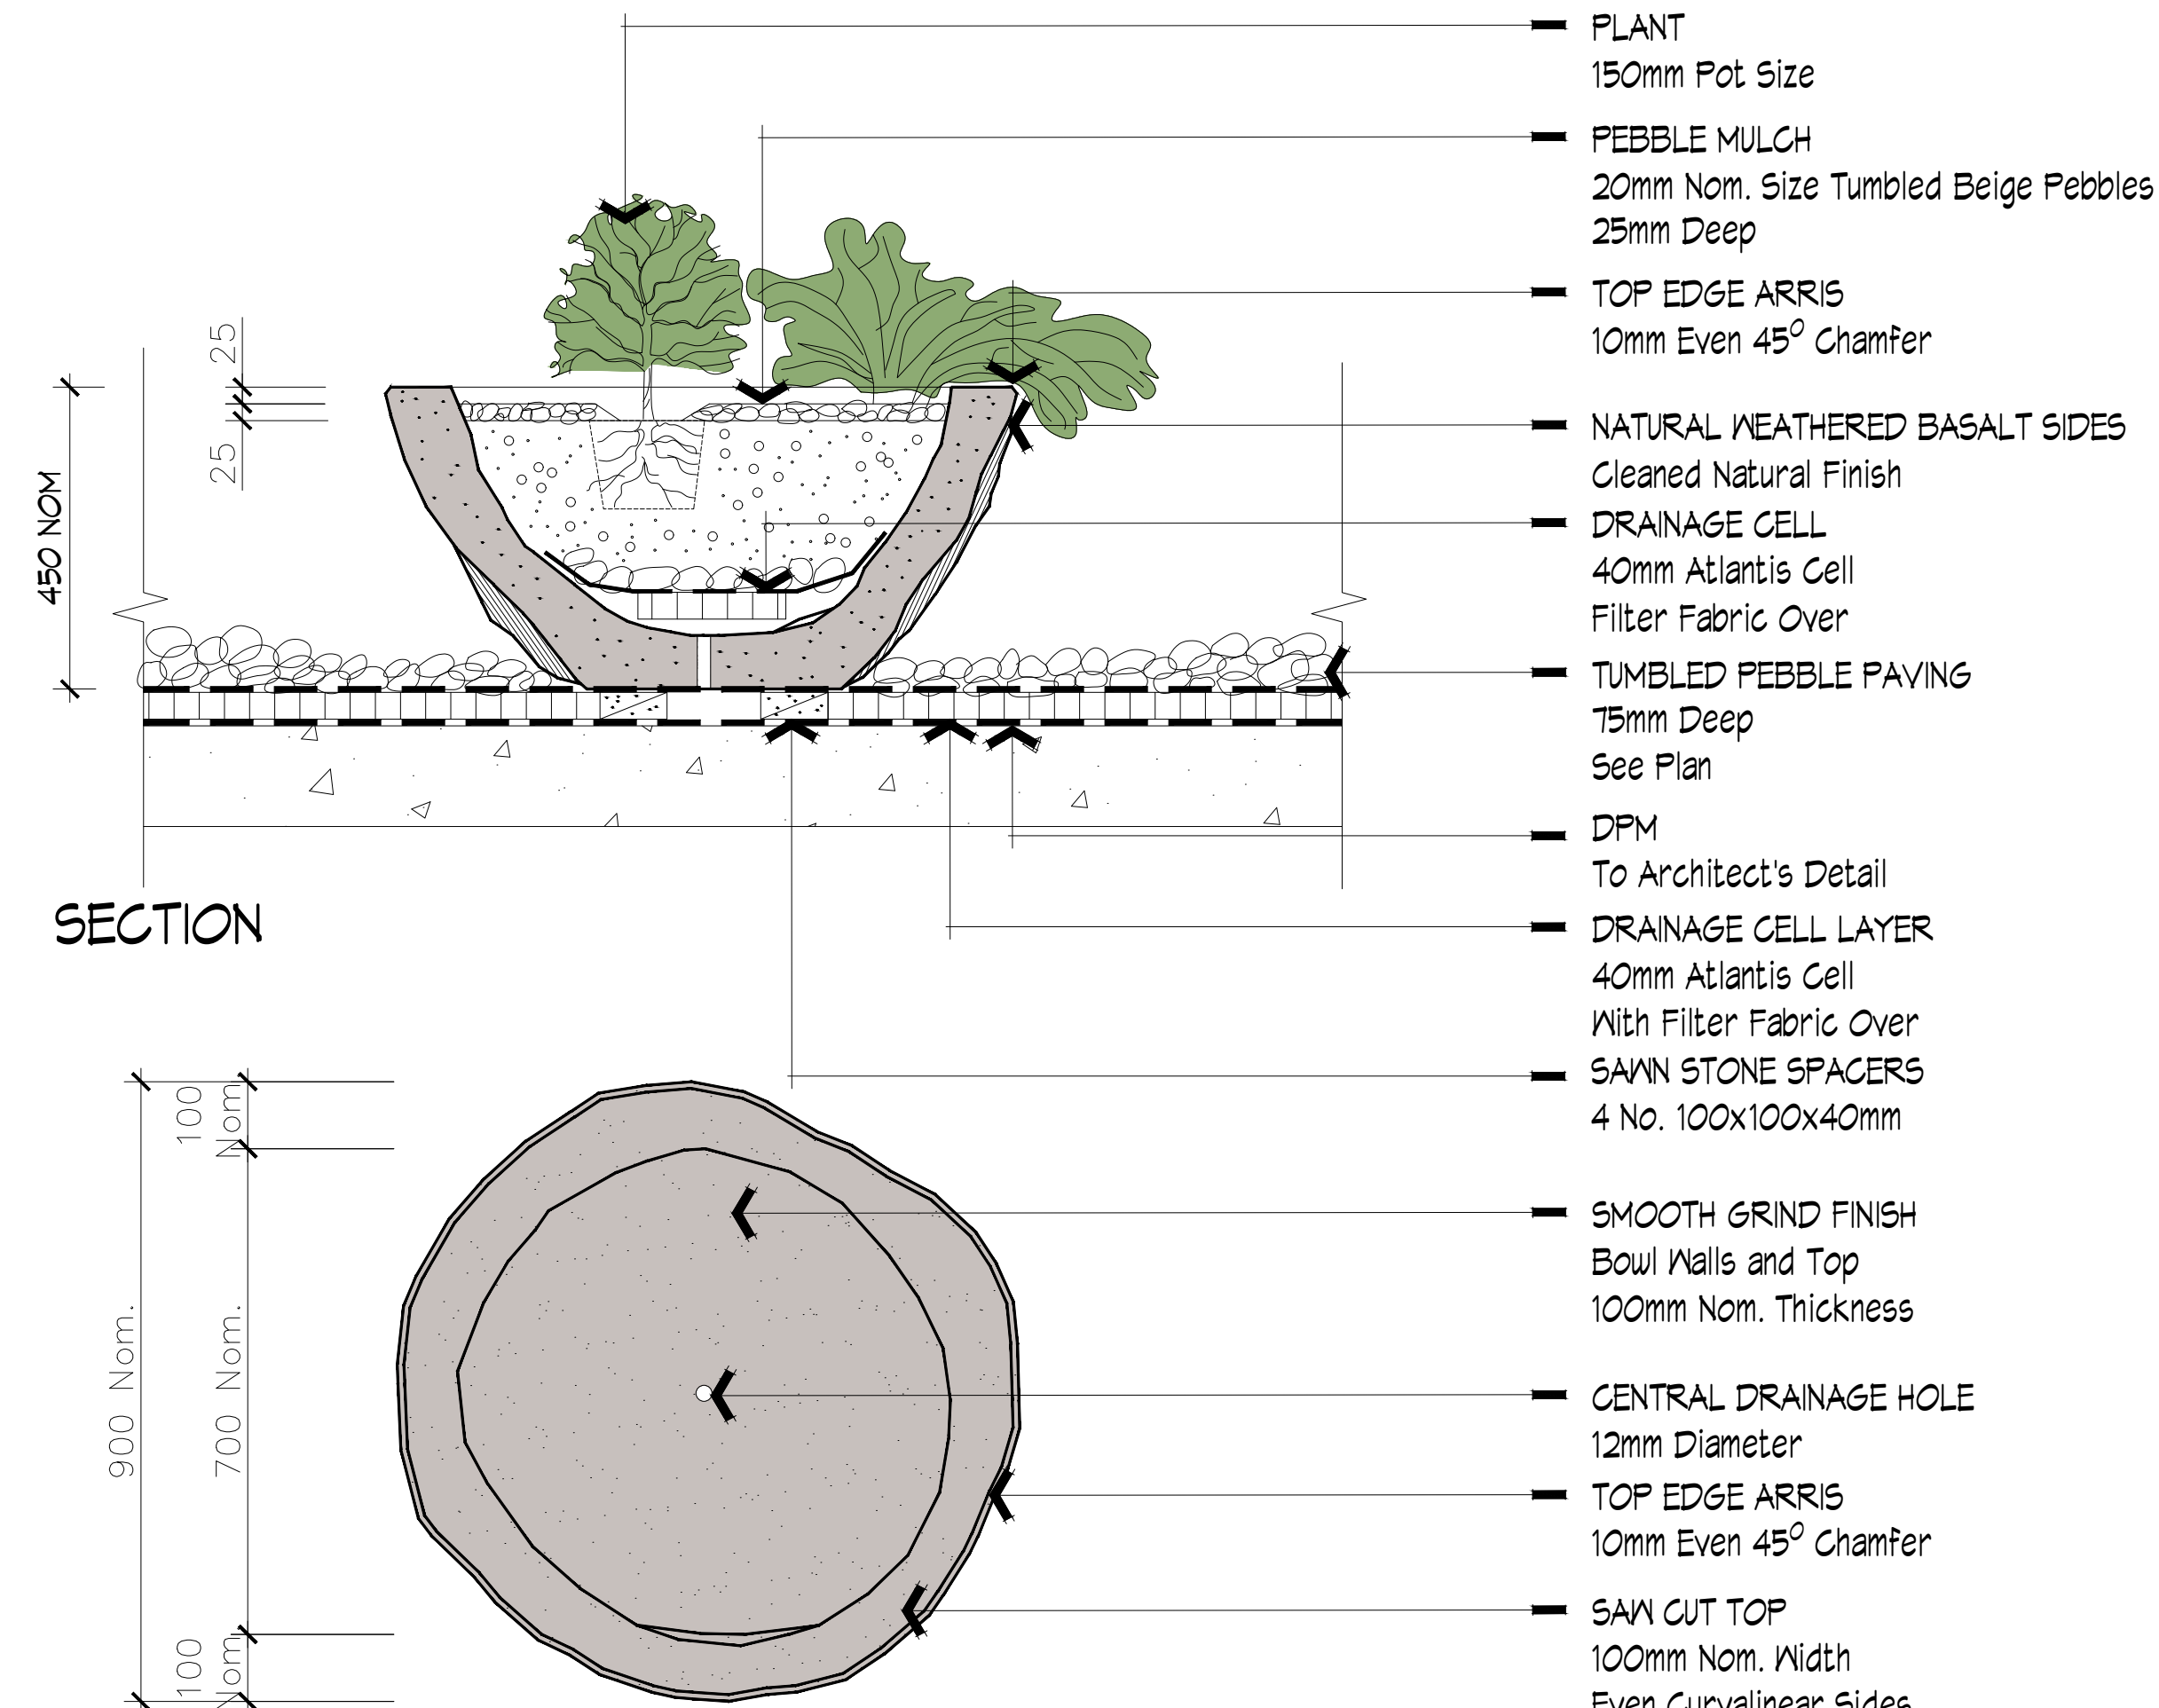 PLANT
150mm Pot Size
PEBBLE MULCH
20mm Nom. Size Tumbled Beige Pebbles
25mm Deep
TOP EDGE ARRIS
10mm Even 45° Chamfer
NATURAL WEATHERED BASALT SIDES
Cleaned Natural Finish
DRAINAGE CELL
40mm Atlantis Cell
Filter Fabric Over
TUMBLED PEBBLE PAVING
75mm Deep
See Plan
DPM
To Architect's Detail
DRAINAGE CELL LAYER
40mm Atlantis Cell
With Filter Fabric Over
SAWN STONE SPACERS
4 No. 100x100x40mm
25
25
450 NOM
SECTION
SMOOTH GRIND FINISH
Bowl Walls and Top
100mm Nom. Thickness
CENTRAL DRAINAGE HOLE
12mm Diameter
TOP EDGE ARRIS
10mm Even 45° Chamfer
SAW CUT TOP
100mm Nom. Width
Even Curvalinear Sides
100
Nom
900 Nom.
700 Nom.
100
Nom